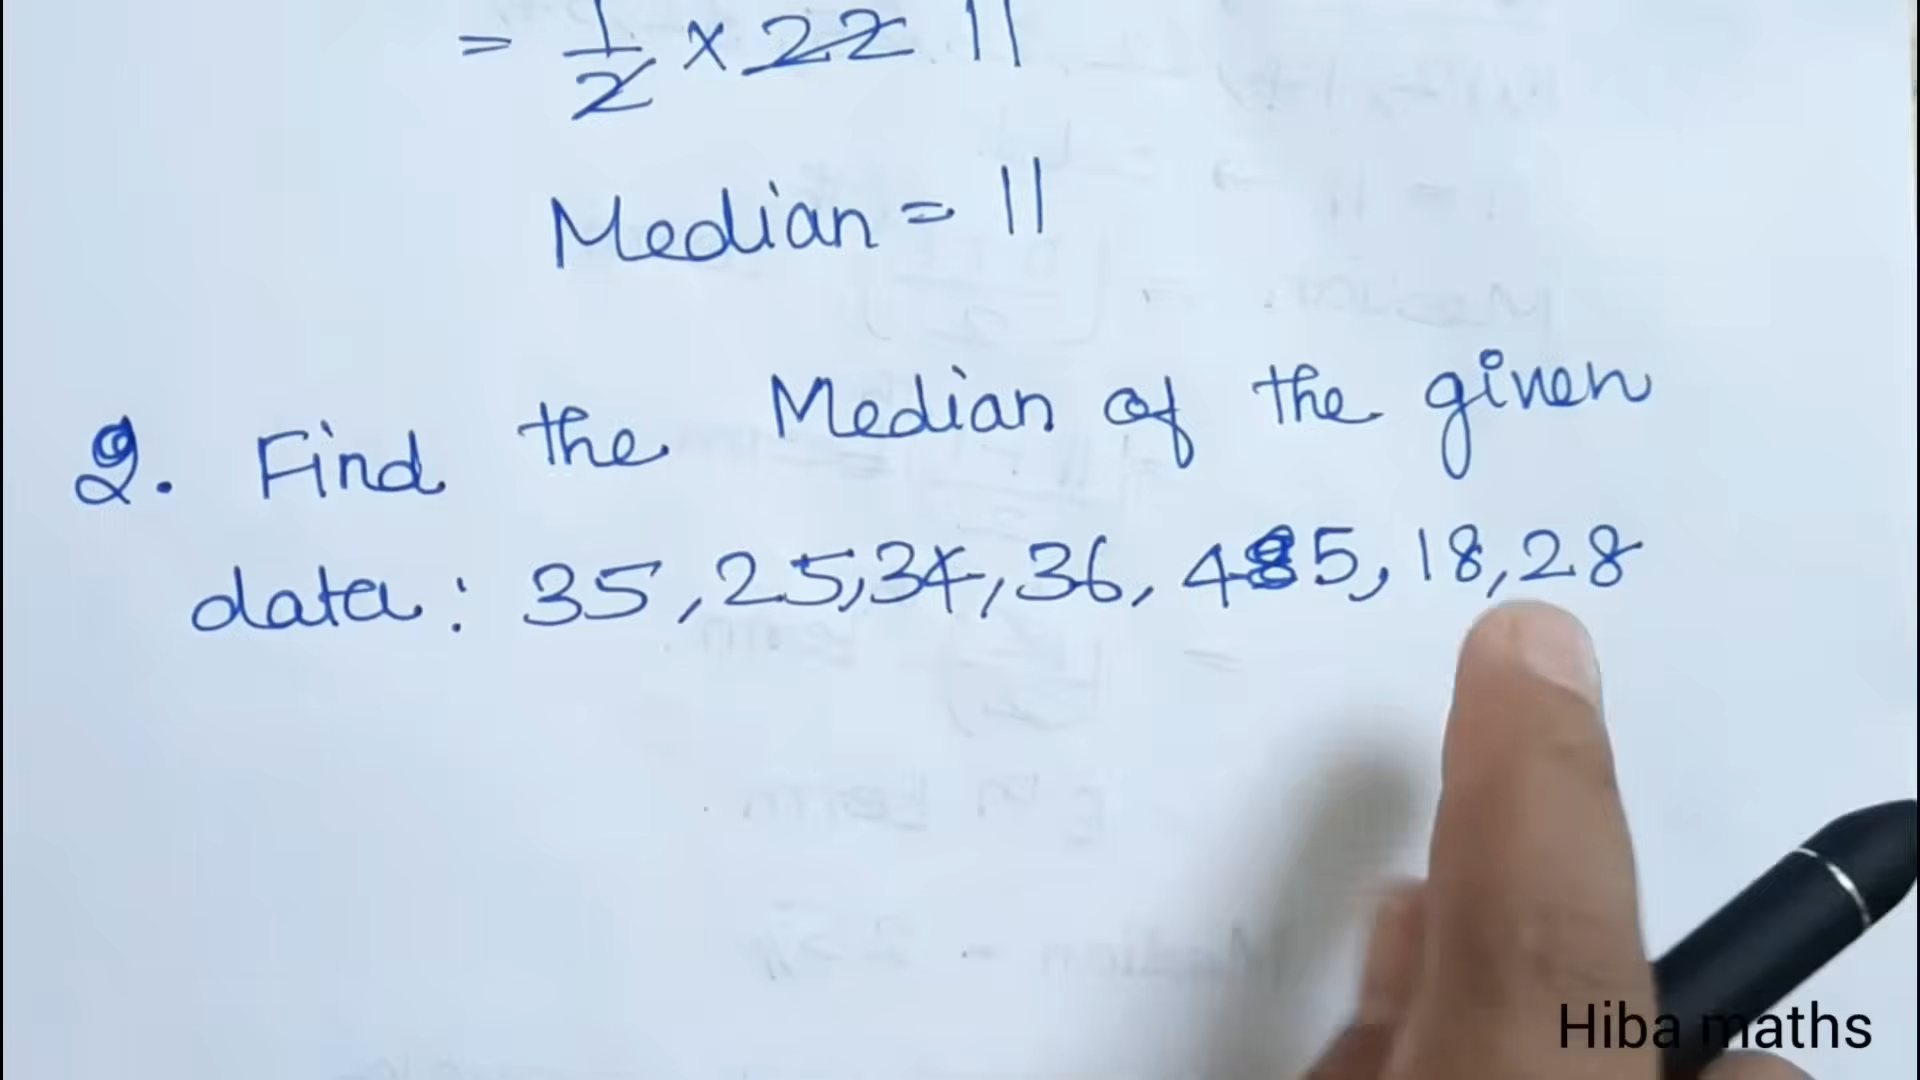 = 1/2 × 22 11
Median = 11
2. Find the Median of the given
data: 35, 25, 34, 36, 45, 18, 28
Hiba maths